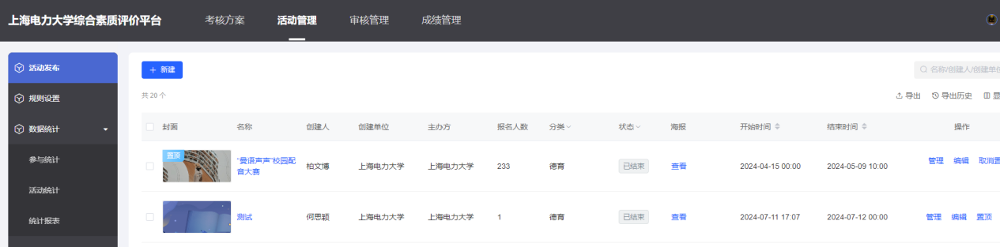 上海电力大学综合素质评价平台 考核方案 活动管理 审核管理 成绩管理
活动发布
规则设置
数据统计
参与统计
活动统计
统计报表
+ 新建
名称/创建人/创建单位
共 20 个
导出 导出历史 显
封面 名称 创建人 创建单位 主办方 报名人数 分类 状态 海报 开始时间 结束时间 操作
置顶
“曼语声声”校园配
音大赛
柏文博 上海电力大学 上海电力大学 233 德育 已结束 查看 2024-04-15 00:00 2024-05-09 10:00 管理 编辑 取消置
测试 何思颖 上海电力大学 上海电力大学 1 德育 已结束 查看 2024-07-11 17:07 2024-07-12 00:00 管理 编辑 置顶